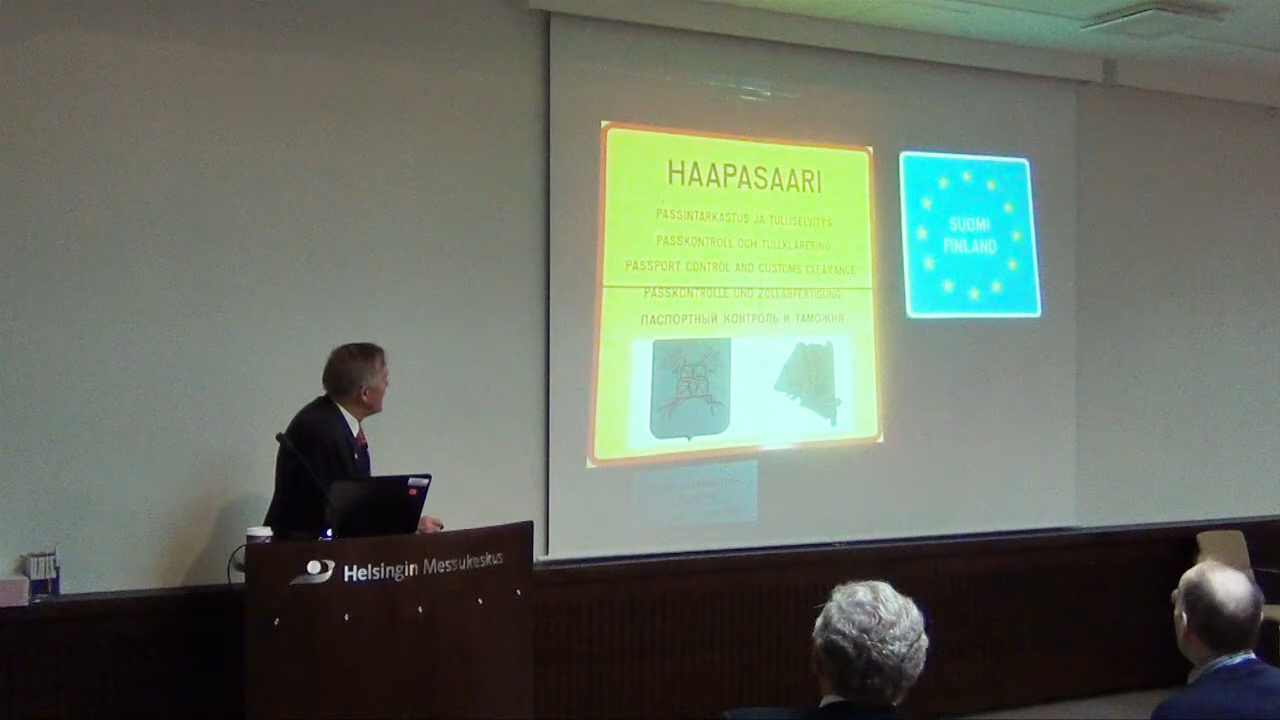 HAAPASAARI
PASSINTARKASTUS JA TULLISELVITYS
PASSKONTROLL OCH TULLKLARERING
PASSPORT CONTROL AND CUSTOMS CLEARANCE
PASSKONTROLLE UND ZOLLABFERTIGUNG
ПАСПОРТНЫЙ КОНТРОЛЬ И ТАМОЖНЯ
SUOMI
FINLAND
Helsingin Messukeskus